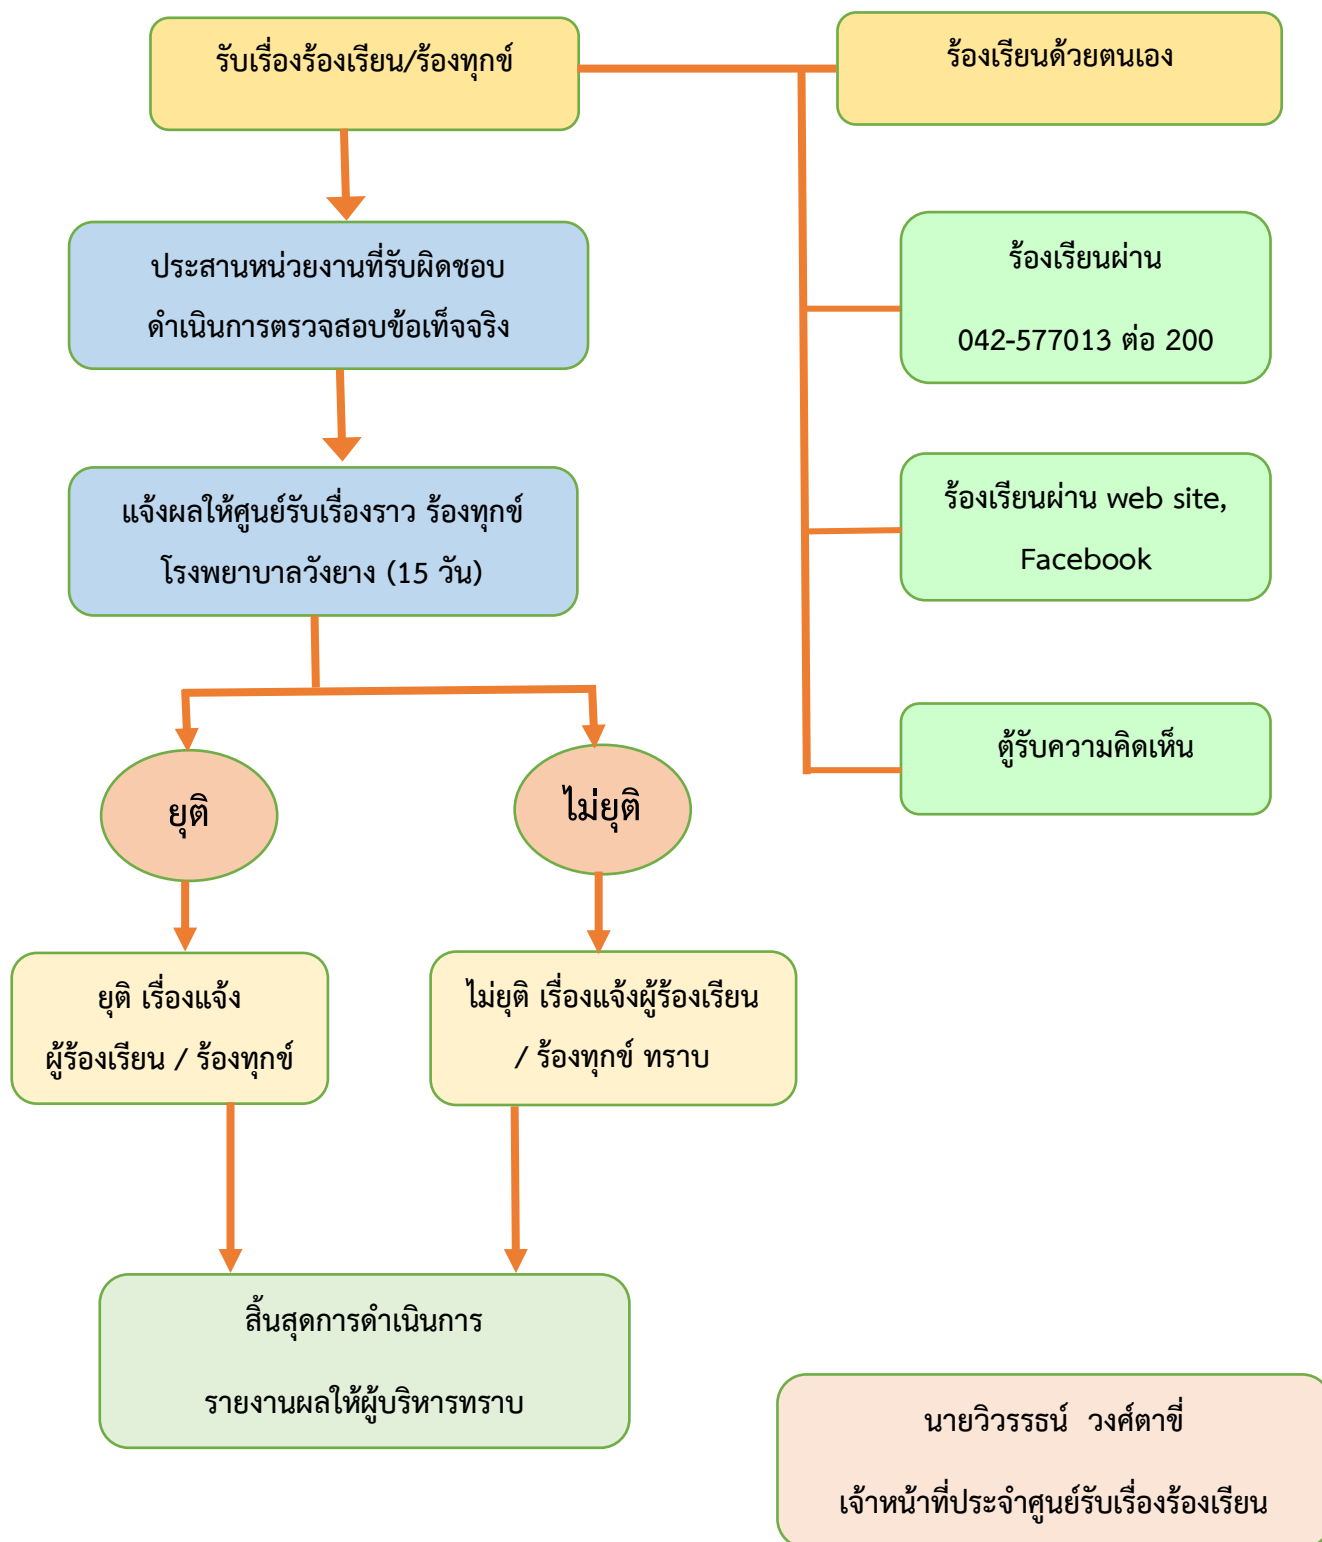 รับเรื่องร้องเรียน/ร้องทุกข์
ร้องเรียนด้วยตนเอง
ประสานหน่วยงานที่รับผิดชอบ
ดำเนินการตรวจสอบข้อเท็จจริง
ร้องเรียนผ่าน
042-577013 ต่อ 200
แจ้งผลให้ศูนย์รับเรื่องราว ร้องทุกข์
โรงพยาบาลวังยาง (15 วัน)
ร้องเรียนผ่าน web site,
Facebook
ตู้รับความคิดเห็น
ยุติ
ไม่ยุติ
ยุติ เรื่องแจ้ง
ผู้ร้องเรียน / ร้องทุกข์
ไม่ยุติ เรื่องแจ้งผู้ร้องเรียน
/ ร้องทุกข์ ทราบ
สิ้นสุดการดำเนินการ
รายงานผลให้ผู้บริหารทราบ
นายวิวรรธน์ วงศ์ตาขี่
เจ้าหน้าที่ประจำศูนย์รับเรื่องร้องเรียน